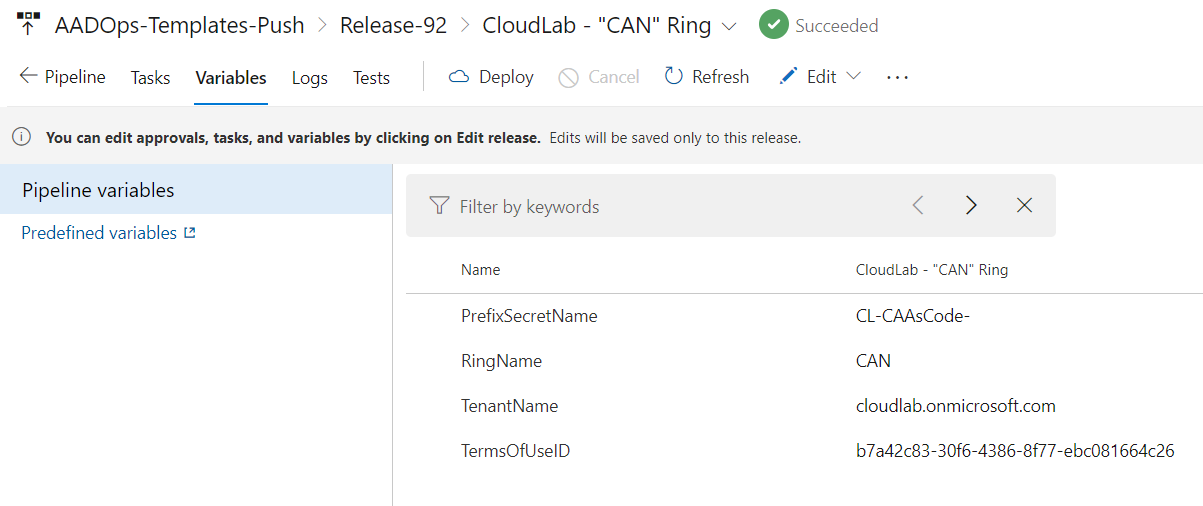 AADOps-Templates-Push > Release-92 > CloudLab - "CAN" Ring Succeeded
Pipeline Tasks Variables Logs Tests Deploy Cancel Refresh Edit ...
You can edit approvals, tasks, and variables by clicking on Edit release. Edits will be saved only to this release.
Pipeline variables
Predefined variables
Filter by keywords
Name CloudLab - "CAN" Ring
PrefixSecretName CL-CAAsCode-
RingName CAN
TenantName cloudlab.onmicrosoft.com
TermsOfUseID b7a42c83-30f6-4386-8f77-ebc081664c26